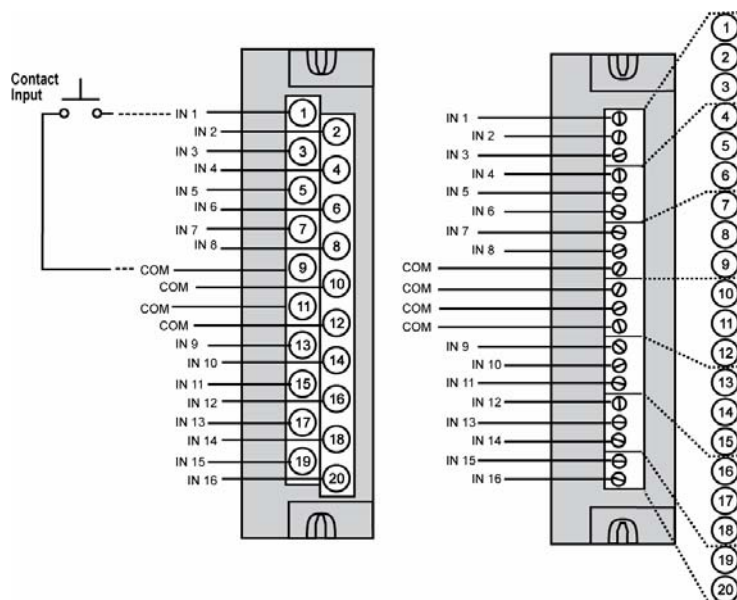 Contact
Input
IN 1
IN 2
IN 3
IN 4
IN 5
IN 6
IN 7
IN 8
COM
COM
COM
COM
IN 9
IN 10
IN 11
IN 12
IN 13
IN 14
IN 15
IN 16
1
2
3
4
5
6
7
8
9
10
11
12
13
14
15
16
17
18
19
20
IN 1
IN 2
IN 3
IN 4
IN 5
IN 6
IN 7
IN 8
COM
COM
COM
COM
IN 9
IN 10
IN 11
IN 12
IN 13
IN 14
IN 15
IN 16
1
2
3
4
5
6
7
8
9
10
11
12
13
14
15
16
17
18
19
20